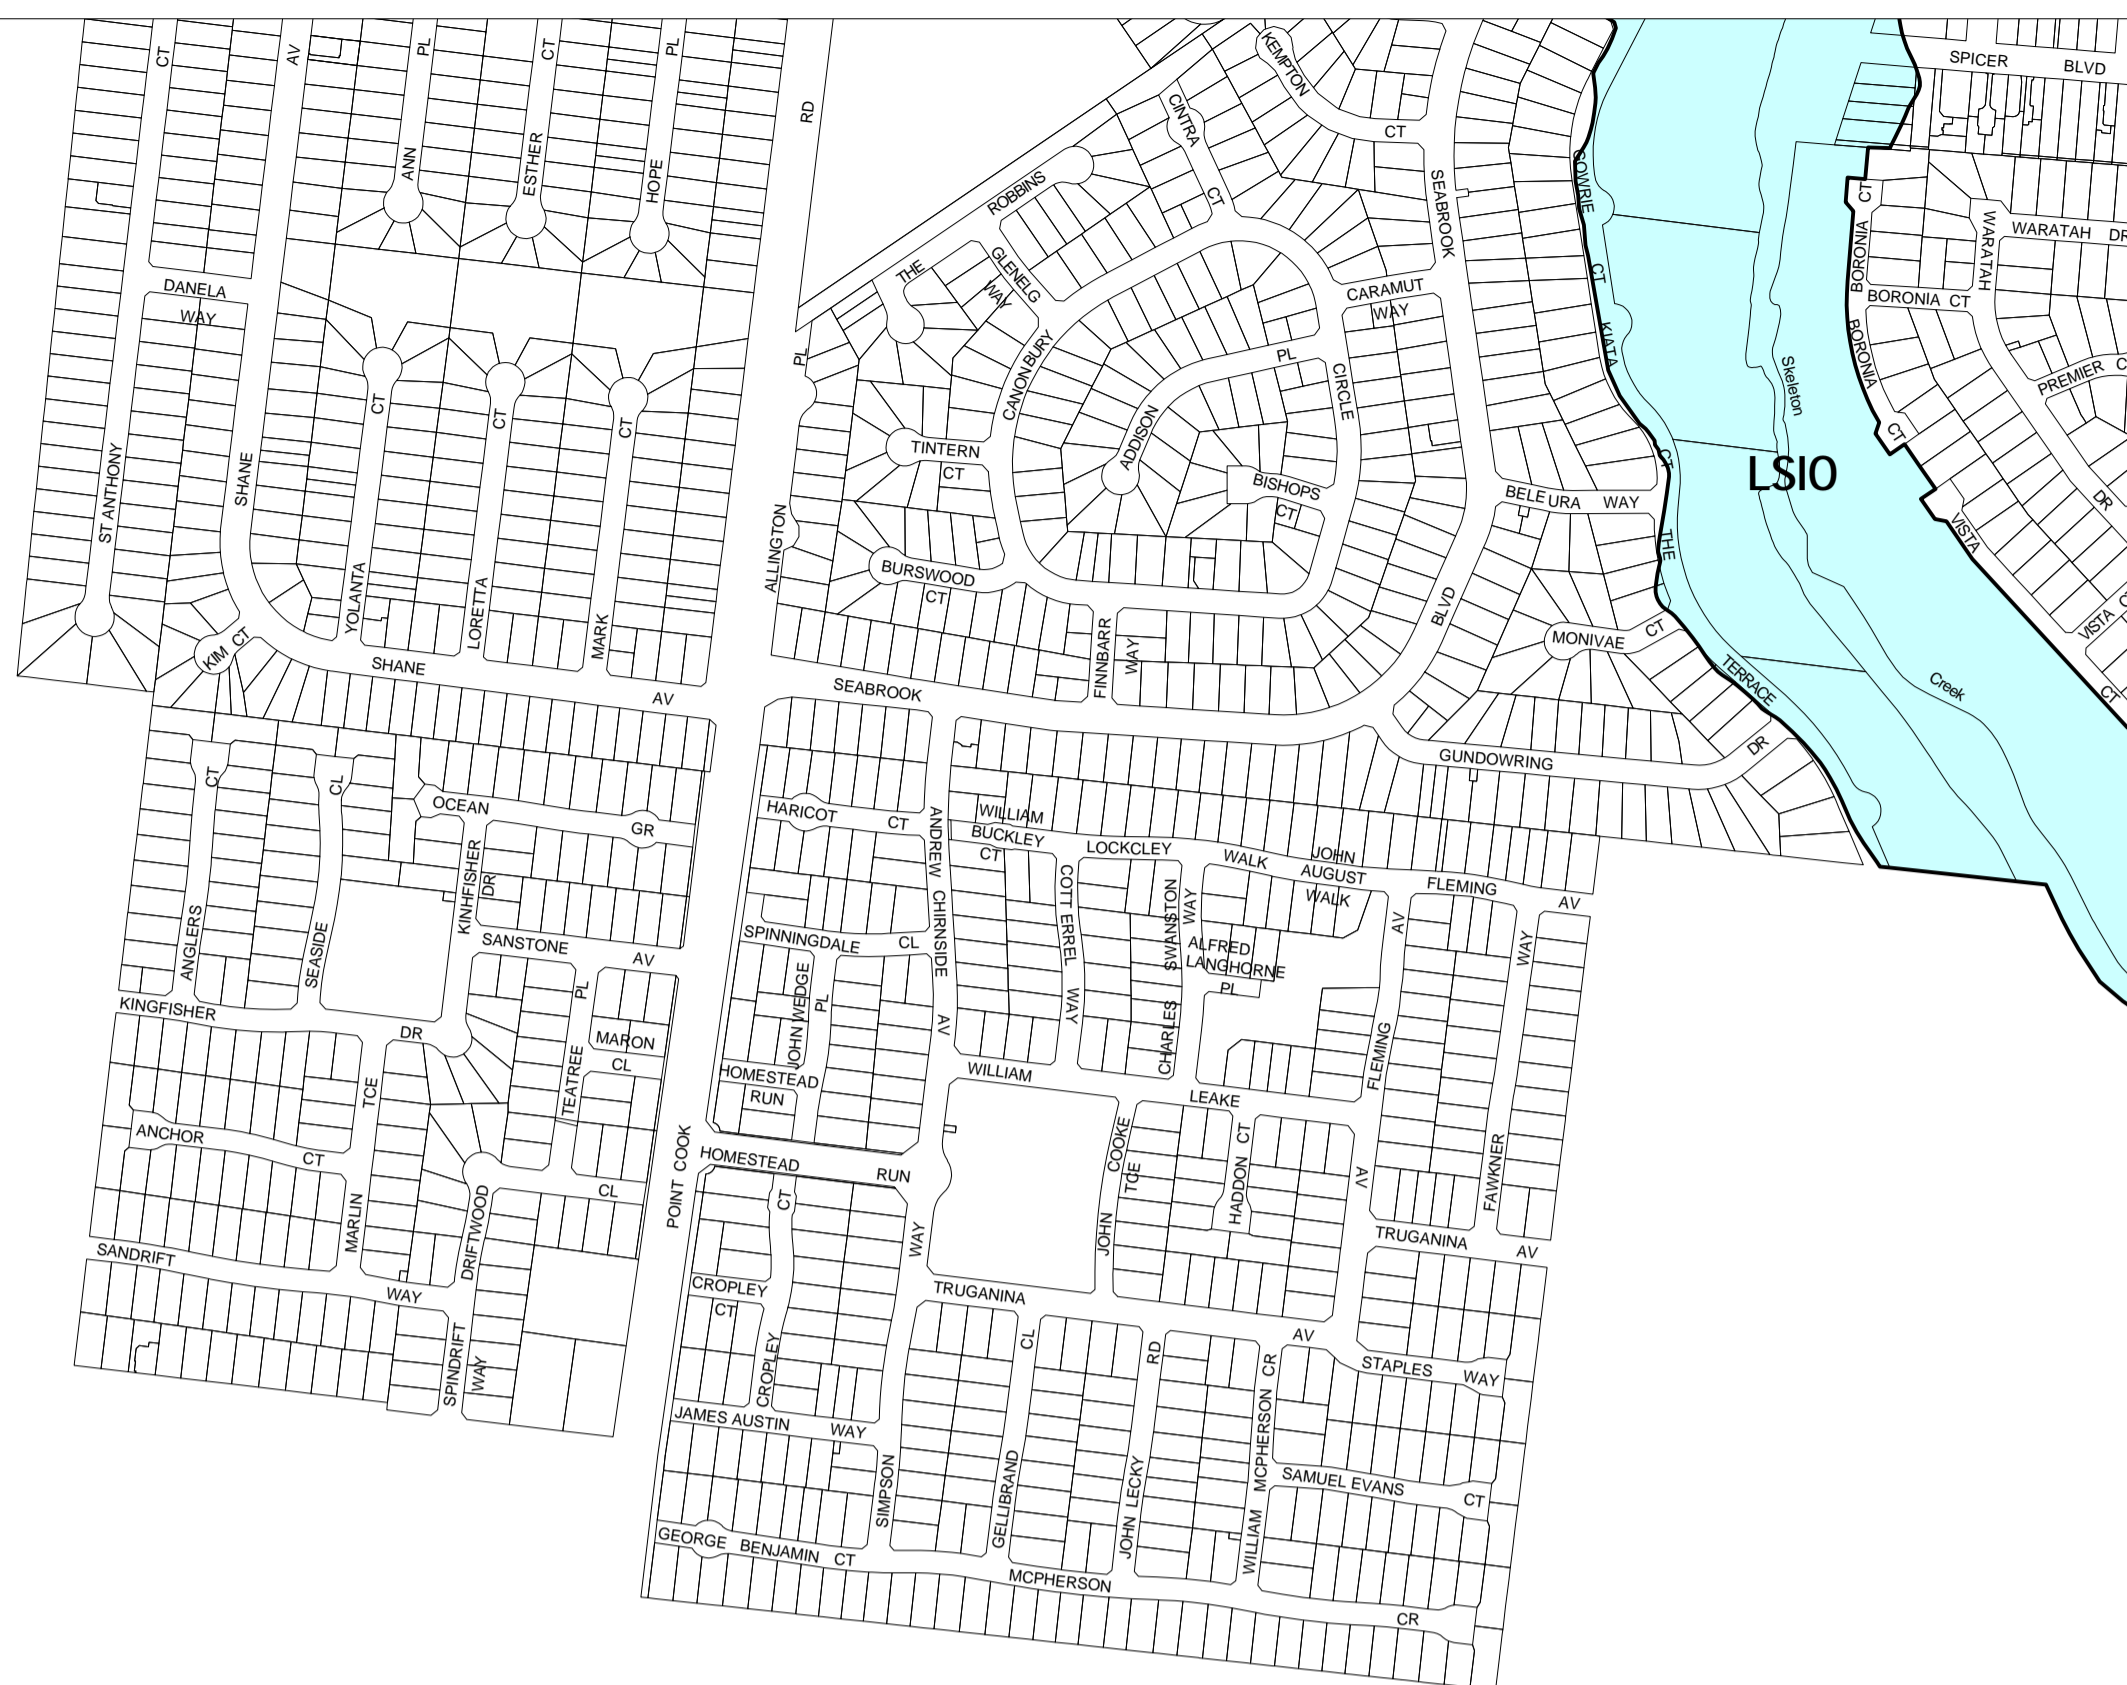 CT
AV
ANN
PL
ESTHER
CT
HOPE
PL
RD
KEMPTON
CT
CINTRA
CT
SPICER BLVD
ROBBINS
THE
GLENELG
WAY
SEABROOK
GOWRIE
CT
BORONIA CT
WARATAH
WARATAH DR
DANELA
WAY
CARAMUT
WAY
KIATA
CT
BORONIA CT
BORONIA
CT
PREMIER C
Skeleton
PL
CANONBURY
CIRCLE
ADDISON
PL
CT
CT
CT
TINTERN
CT
BISHOPS
CT
BELEURA WAY
LSIO
DR
VISTA
ST ANTHONY
SHANE
ALLINGTON
BURSWOOD
CT
THE
YOLANTA
LORETTA
MARK
BLVD
FINNBARR
WAY
MONIVAE CT
VISTA
CT
KIM CT
SHANE
AV
SEABROOK
TERRACE
Creek
GUNDOWRING
DR
CT
CL
OCEAN
GR
HARICOT CT
WILLIAM
BUCKLEY
CT
LOCKCLEY
WALK
JOHN
AUGUST
WALK
FLEMING
AV
KINHFISHER
DR
ANDREW CHIRNSIDE
AV
COTT ERREL WAY
CHARLES SWANSTON
WAY
AV
WAY
ANGLERS
SEASIDE
SANSTONE
AV
SPINNINGDALE CL
ALFRED
LANGHORNE
PL
JOHN WEDGE
PL
KINGFISHER
DR
PL
TEATREE
MARON
CL
HOMESTEAD
RUN
WILLIAM
LEAKE
AV
FLEMING
FAWKNER
TCE
MARLIN
ANCHOR
CT
POINT COOK
HOMESTEAD
RUN
JOHN COOKE
TCE
HADDON CT
CL
DRIFTWOOD
CT
WAY
TRUGANINA
AV
SANDRIFT
WAY
CROPLEY
CT
TRUGANINA
AV
SPINDRIFT
WAY
CROPLEY
CL
RD
STAPLES WAY
JAMES AUSTIN WAY
SIMPSON
GELLIBRAND
JOHN LECKY
WILLIAM MCPHERSON CR
SAMUEL EVANS
CT
GEORGE BENJAMIN CT
MCPHERSON
CR